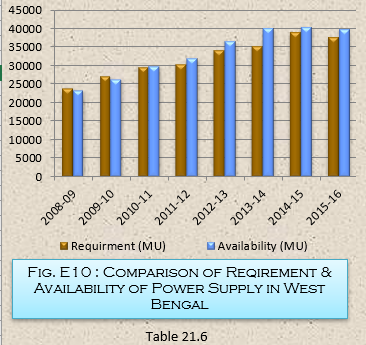 45000
40000
35000
30000
25000
20000
15000
10000
5000
0
2008-09 2009-10 2010-11 2011-12 2012-13 2013-14 2014-15 2015-16
Requirment (MU) Availability (MU)
Fig. E10 : Comparison of Reqirement &
Availability of Power Supply in West
Bengal
Table 21.6